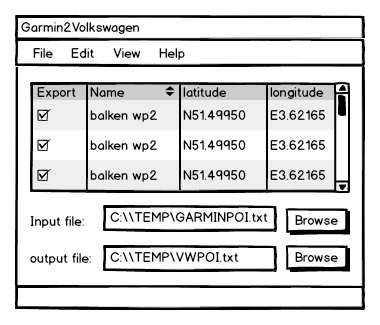 Garmin2Volkswagen
File Edit View Help
Export Name latitude longitude
balken wp2 N51.49950 E3.62165
balken wp2 N51.49950 E3.62165
balken wp2 N51.49950 E3.62165
Input file: C:\\TEMP\GARMINPOI.txt Browse
output file: C:\\TEMP\VWPOI.txt Browse